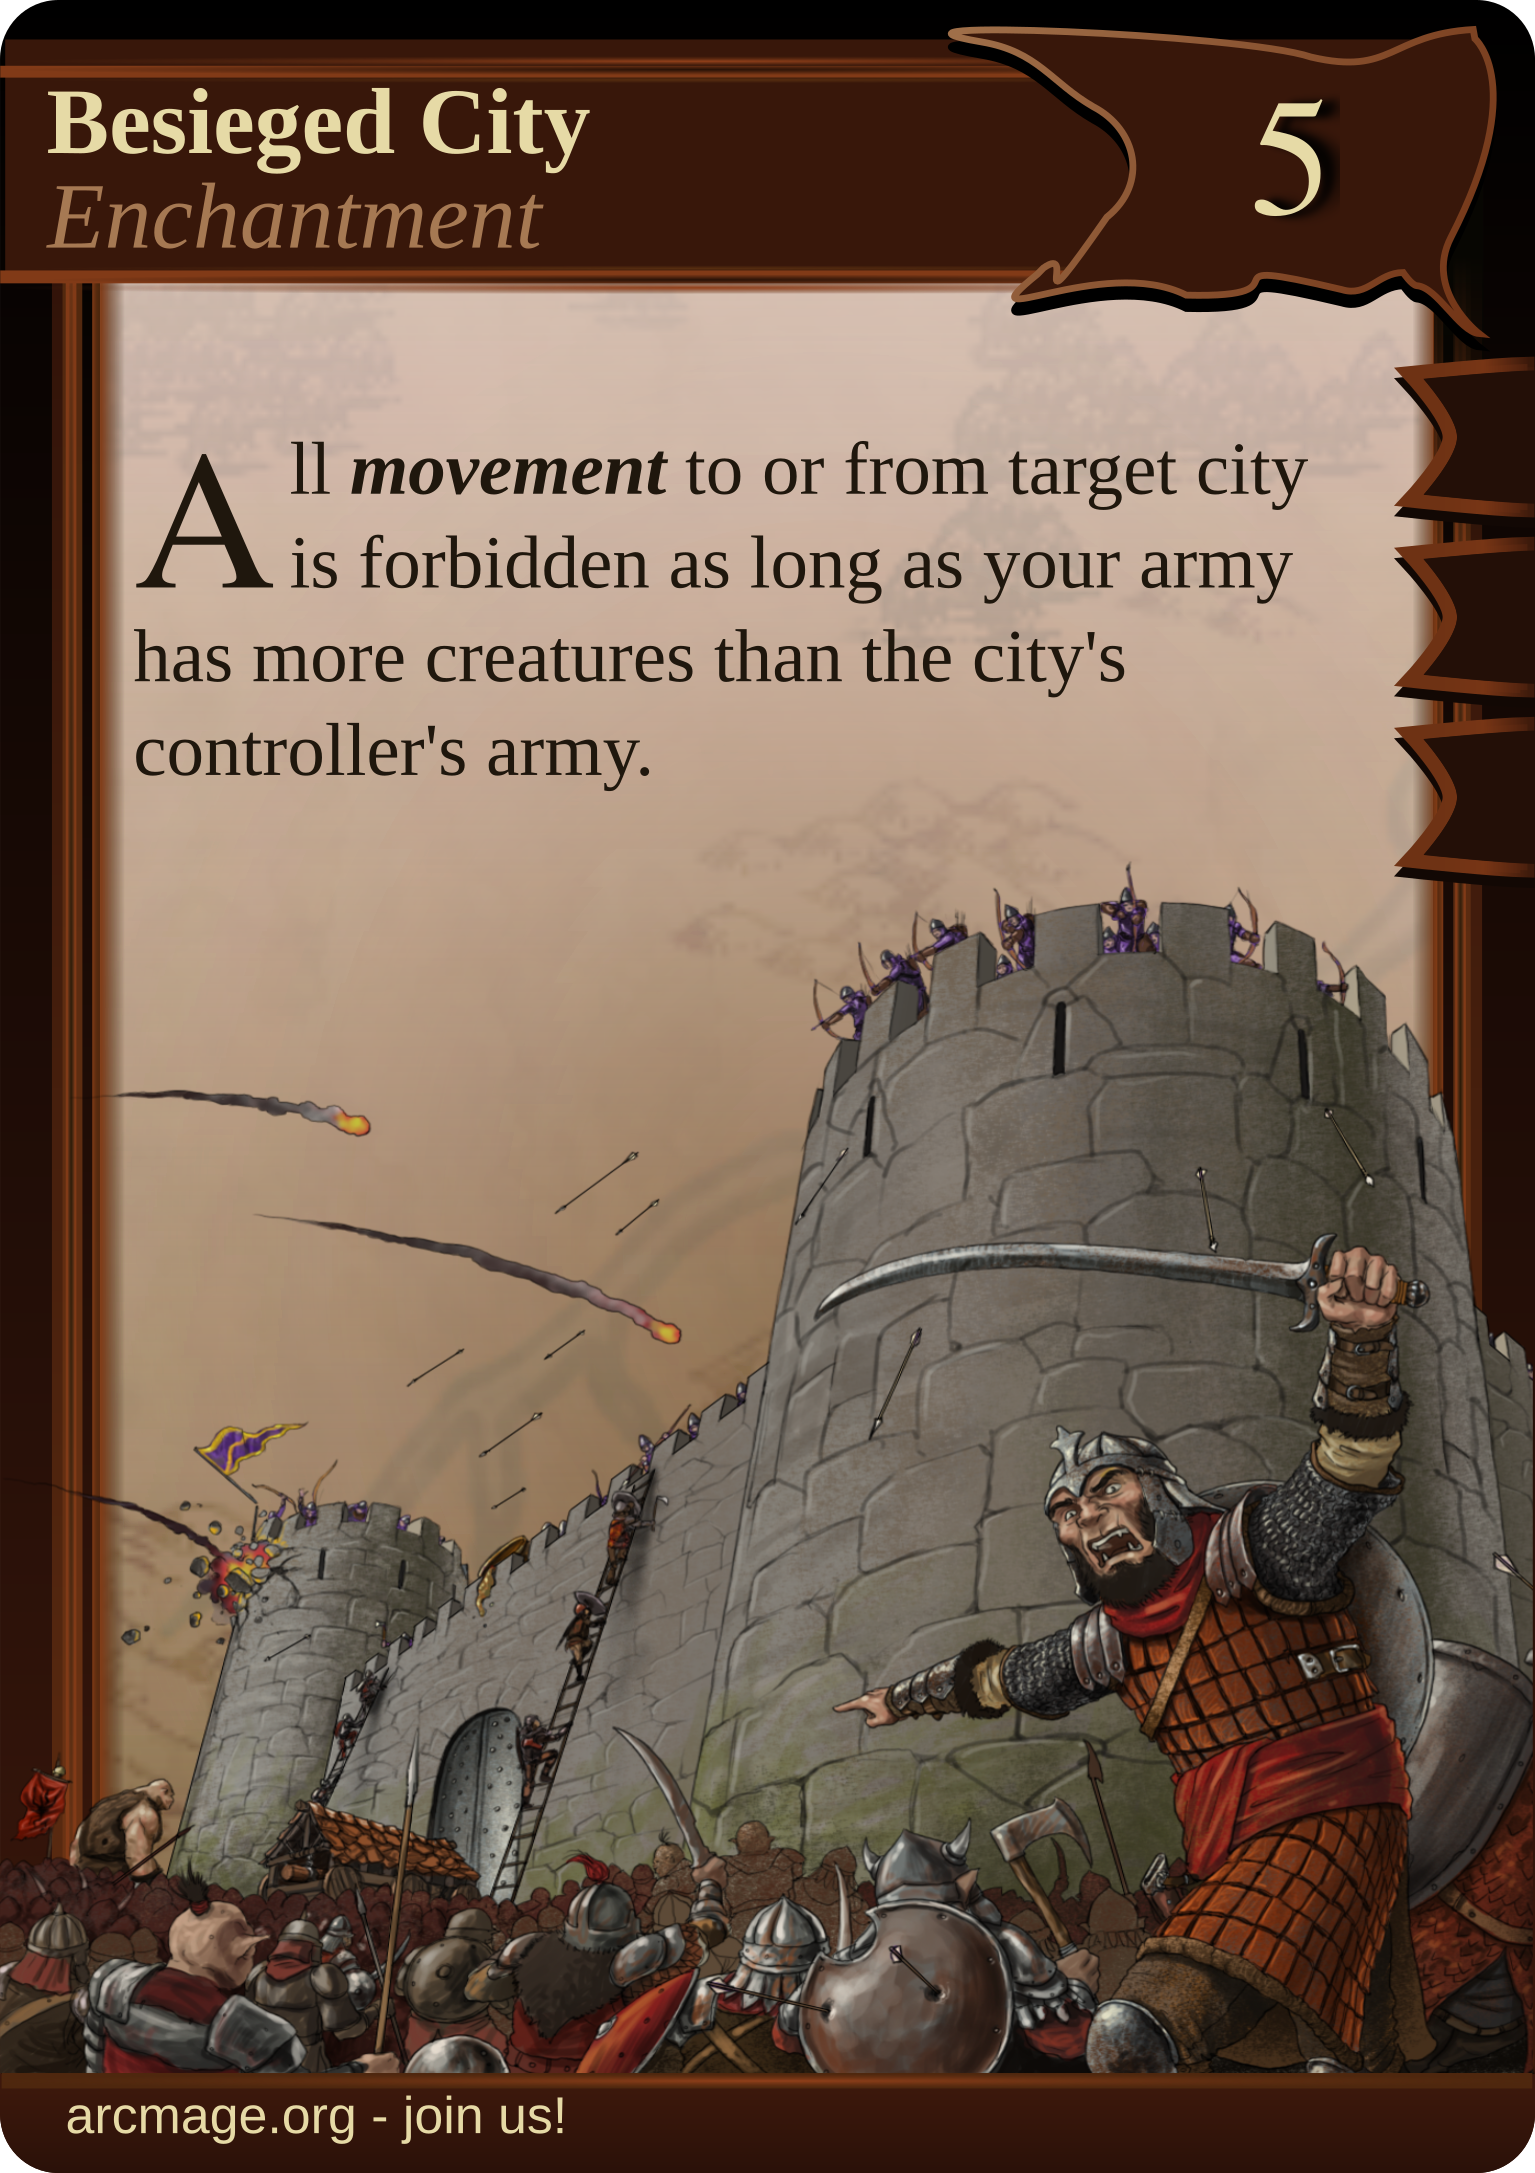 Besieged City
5
Enchantment
All movement to or from target city
is forbidden as long as your army
has more creatures than the city's
controller's army.
arcmage.org - join us!